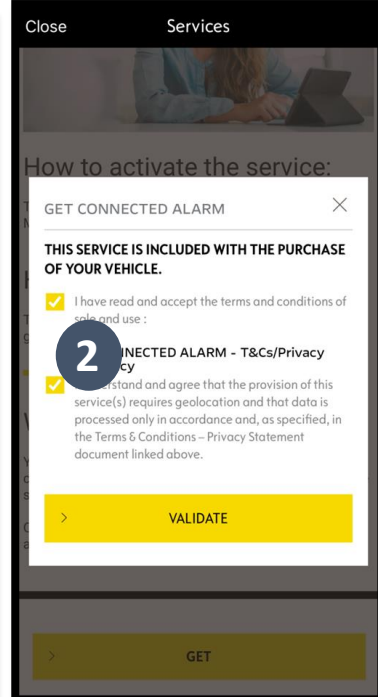 Close Services
How to activate the service:
GET CONNECTED ALARM
THIS SERVICE IS INCLUDED WITH THE PURCHASE
OF YOUR VEHICLE.
I have read and accept the terms and conditions of
sale and use :
2
NECTED ALARM - T&Cs/Privacy
cy
erstand and agree that the provision of this
service(s) requires geolocation and that data is
processed only in accordance and, as specified, in
the Terms & Conditions – Privacy Statement
document linked above.
> VALIDATE
> GET